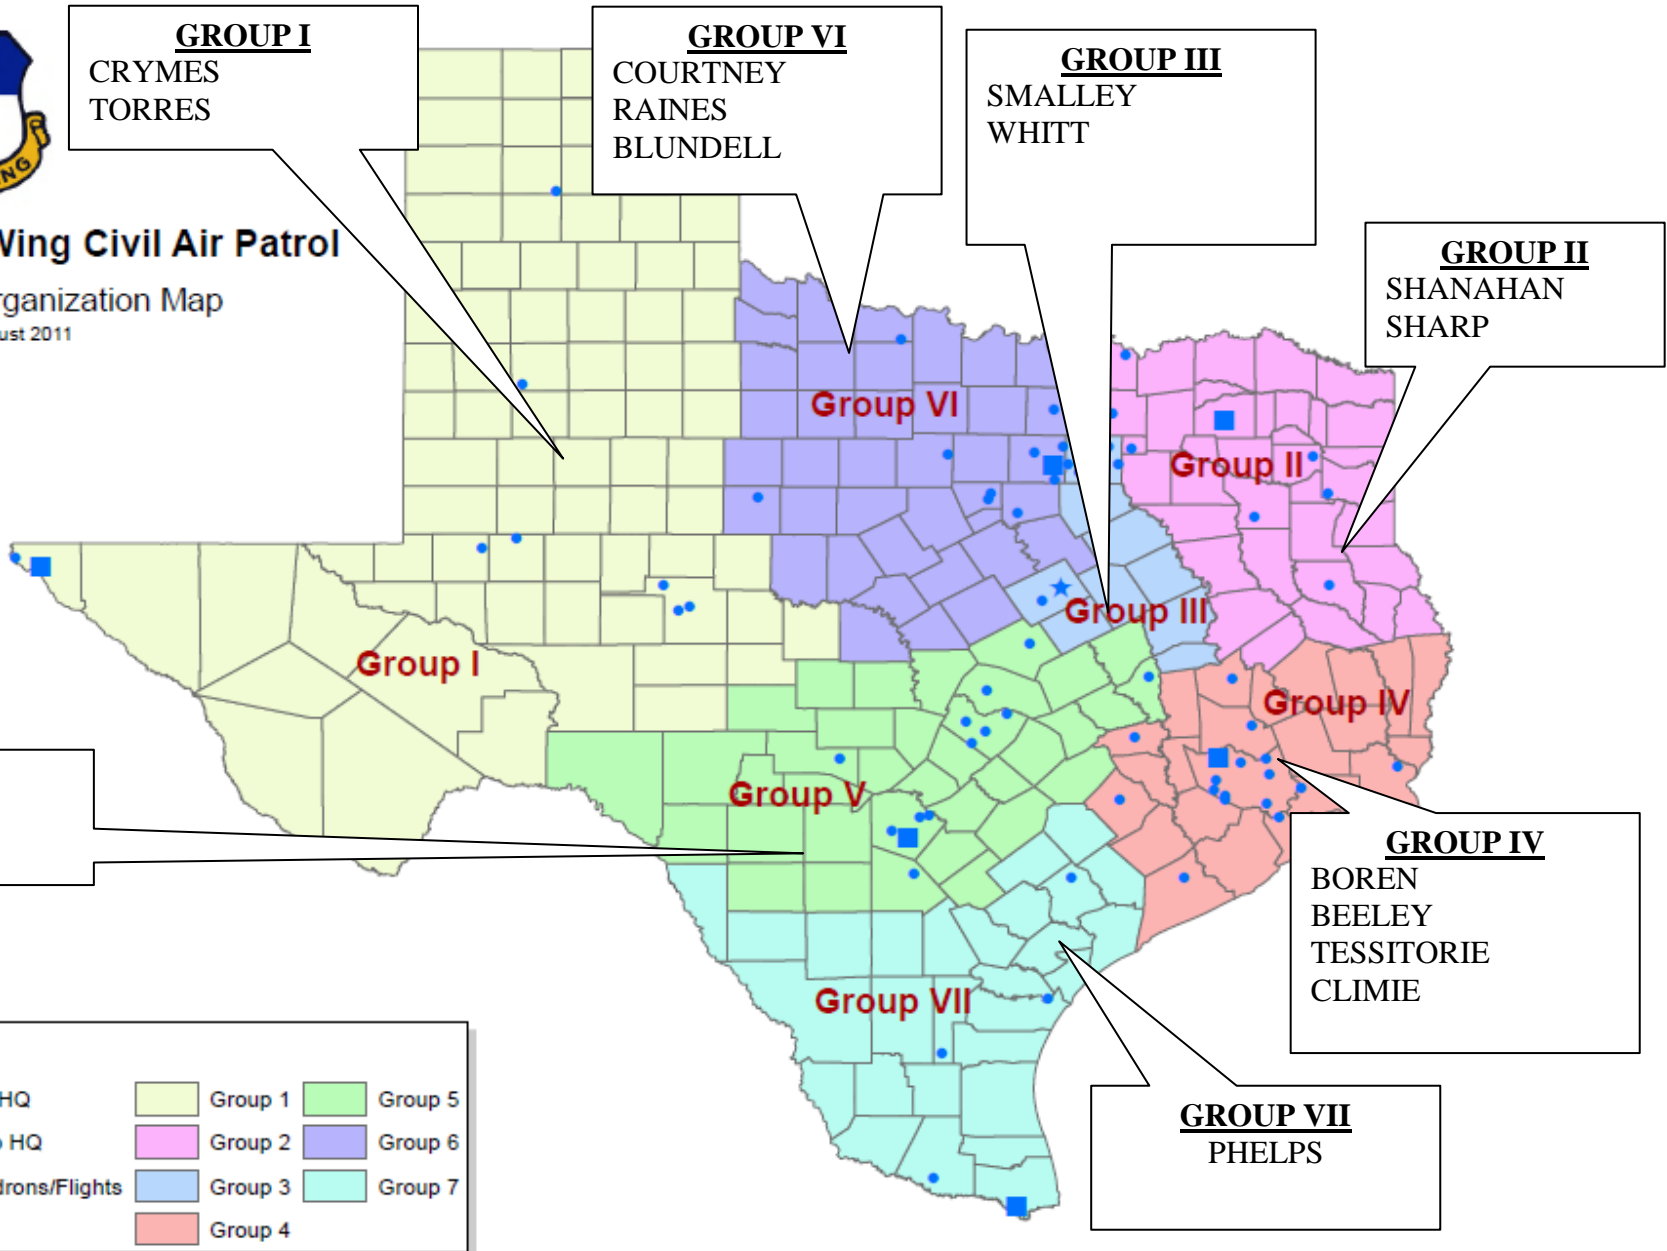 GROUP I
CRYMES
TORRES
GROUP VI
COURTNEY
RAINES
BLUNDELL
GROUP III
SMALLEY
WHITT
GROUP II
SHANAHAN
SHARP
NG
Wing Civil Air Patrol
rganization Map
ust 2011
Group VI
Group II
Group III
Group I
Group IV
Group V
Group VII
GROUP IV
BOREN
BEELEY
TESSITORIE
CLIMIE
GROUP VII
PHELPS
HQ
Group 1
Group 5
HQ
Group 2
Group 6
drons/Flights
Group 3
Group 7
Group 4